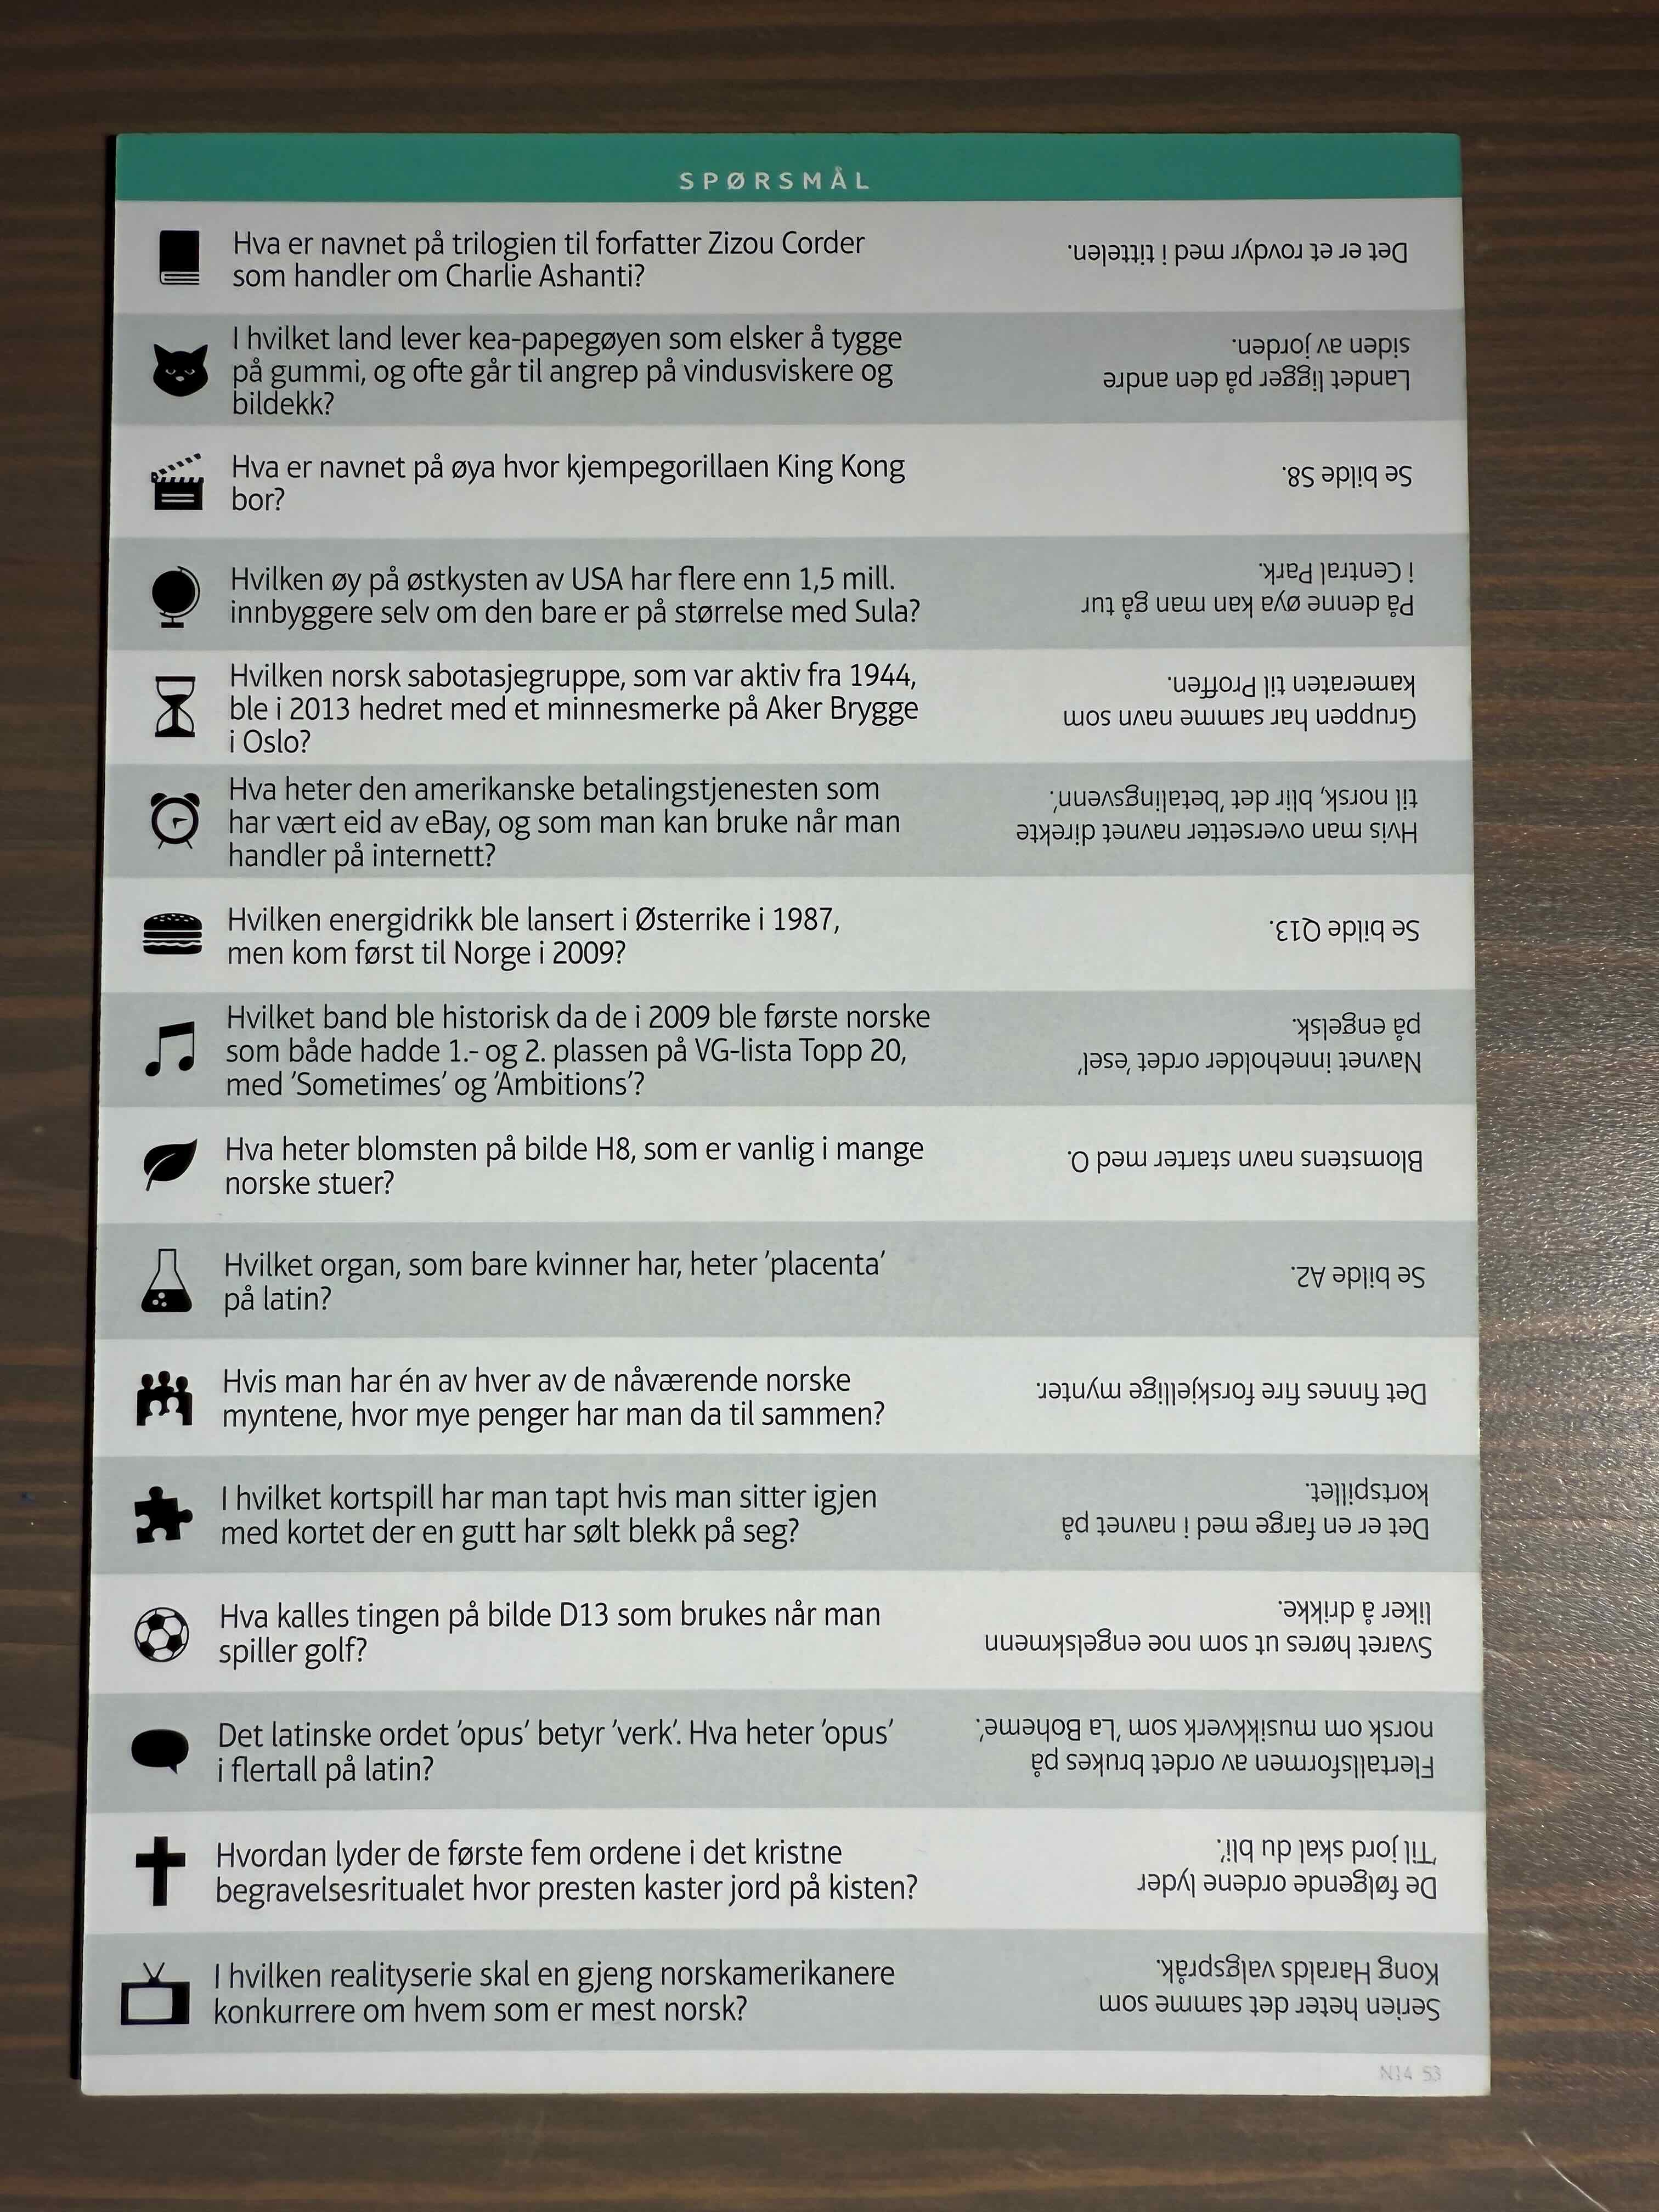 SPØRSMÅL
Hva er navnet på trilogien til forfatter Zizou Corder
som handler om Charlie Ashanti?
Det er et rovdyr med i tittelen.
I hvilket land lever kea-papegøyen som elsker å tygge
på gummi, og ofte går til angrep på vindusviskere og
bildekk?
Landet ligger på den andre
siden av jorden.
Hva er navnet på øya hvor kjempegorillaen King Kong
bor?
Se bilde S8.
Hvilken øy på østkysten av USA har flere enn 1,5 mill.
innbyggere selv om den bare er på størrelse med Sula?
På denne øya kan man gå tur
i Central Park.
Hvilken norsk sabotasjegruppe, som var aktiv fra 1944,
ble i 2013 hedret med et minnesmerke på Aker Brygge
i Oslo?
Gruppen har samme navn som
kameraten til Proffen.
Hva heter den amerikanske betalingstjenesten som
har vært eid av eBay, og som man kan bruke når man
handler på internett?
Hvis man oversetter navnet direkte
til norsk, blir det 'betalingsvenn'.
Hvilken energidrikk ble lansert i Østerrike i 1987,
men kom først til Norge i 2009?
Se bilde Q13.
Hvilket band ble historisk da de i 2009 ble første norske
som både hadde 1.- og 2. plassen på VG-lista Topp 20,
med 'Sometimes' og 'Ambitions'?
Navnet inneholder ordet 'esel'
på engelsk.
Hva heter blomsten på bilde H8, som er vanlig i mange
norske stuer?
Blomstens navn starter med O.
Hvilket organ, som bare kvinner har, heter 'placenta'
på latin?
Se bilde A2.
Hvis man har én av hver av de nåværende norske
myntene, hvor mye penger har man da til sammen?
Det finnes fire forskjellige mynter.
I hvilket kortspill har man tapt hvis man sitter igjen
med kortet der en gutt har sølt blekk på seg?
Det er en farge med i navnet på
kortspillet.
Hva kalles tingen på bilde D13 som brukes når man
spiller golf?
Svaret høres ut som noe engelskmenn
liker å drikke.
Det latinske ordet 'opus' betyr 'verk'. Hva heter 'opus'
i flertall på latin?
Flertallsformen av ordet brukes på
norsk om musikkverk som 'La Boheme'.
Hvordan lyder de første fem ordene i det kristne
begravelsesritualet hvor presten kaster jord på kisten?
De følgende ordene lyder
'Til jord skal du bli'.
I hvilken realityserie skal en gjeng norskamerikanere
konkurrere om hvem som er mest norsk?
Serien heter det samme som
Kong Haralds valgspråk.
N14 53